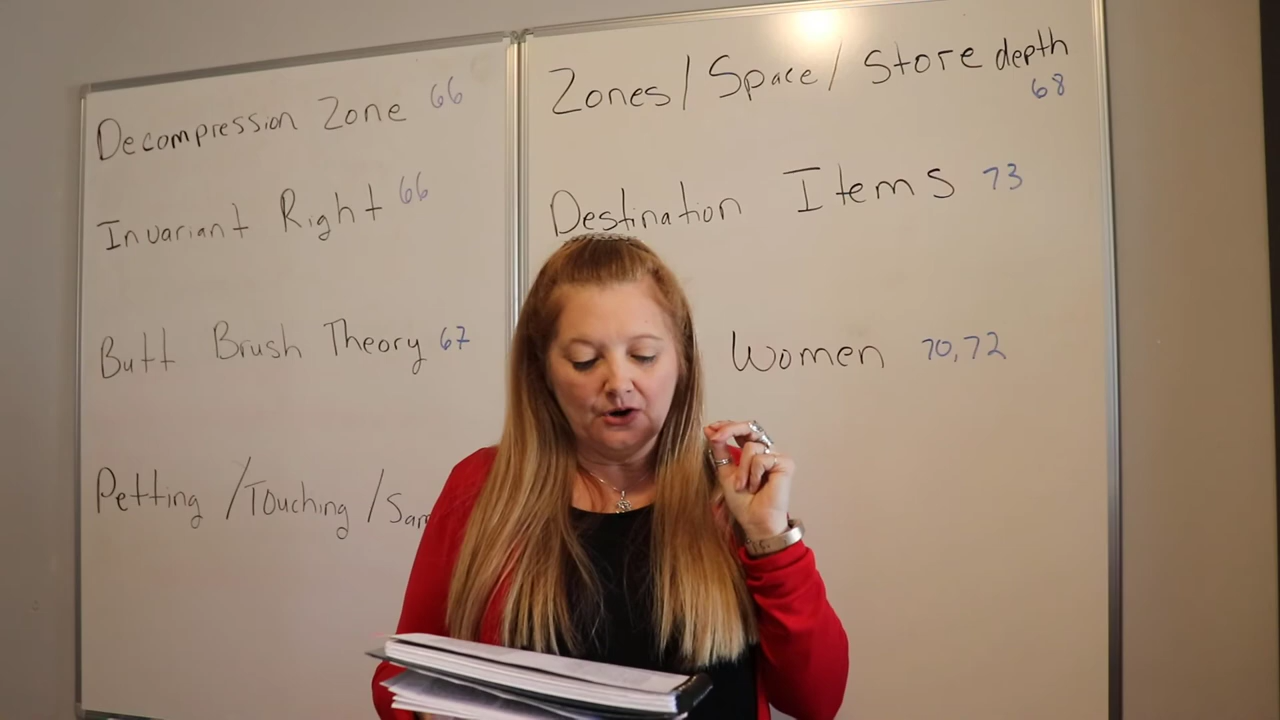 Decompression Zone 66
Invariant Right 66
Butt Brush Theory 67
Petting / Touching / Sam
Zones / Space / Store depth
68
Destination Items 73
Women 70, 72